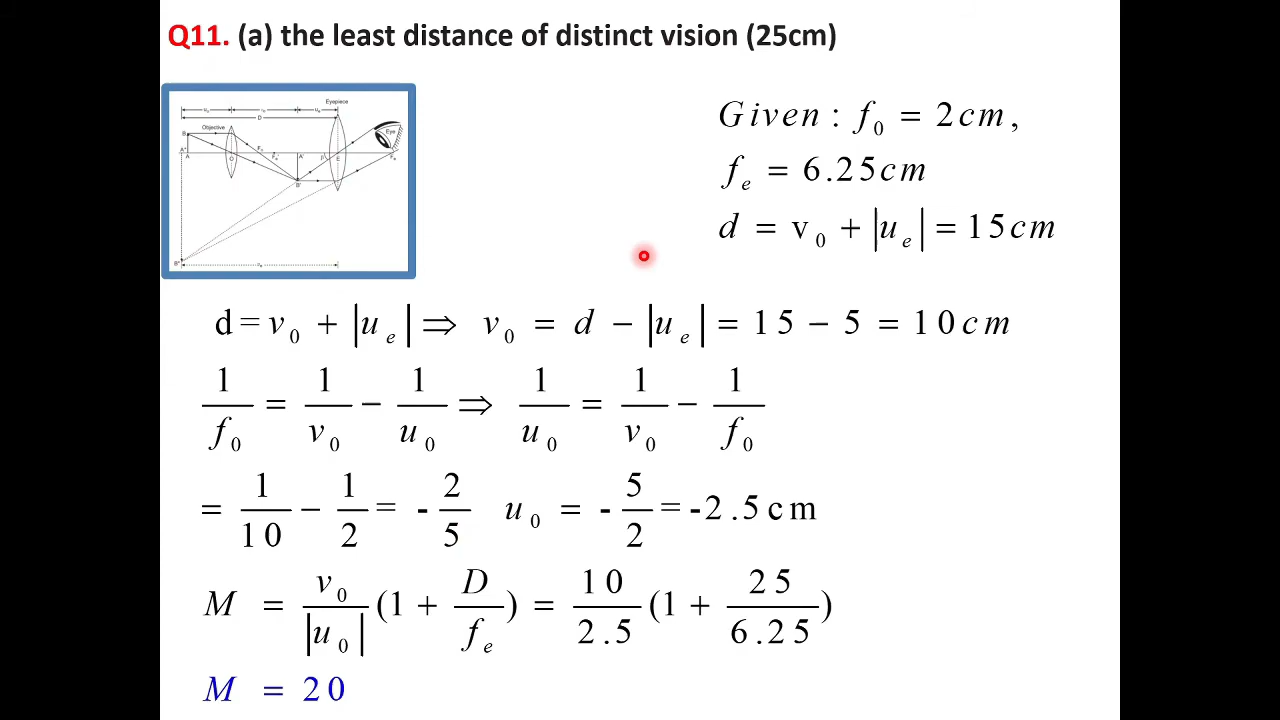 Q11. (a) the least distance of distinct vision (25cm)
Eyepiece
D
Objective
Eye
B
A" A O A' E
B'
B"
Given : f₀ = 2cm,
fₑ = 6.25cm
d = v₀ + |uₑ| = 15cm
d = v₀ + |uₑ| ⇒ v₀ = d − |uₑ| = 15 − 5 = 10cm
1/f₀ = 1/v₀ − 1/u₀ ⇒ 1/u₀ = 1/v₀ − 1/f₀
= 1/10 − 1/2 = - 2/5 u₀ = - 5/2 = -2.5cm
M = v₀/|u₀| (1 + D/fₑ) = 10/2.5 (1 + 25/6.25)
M = 20